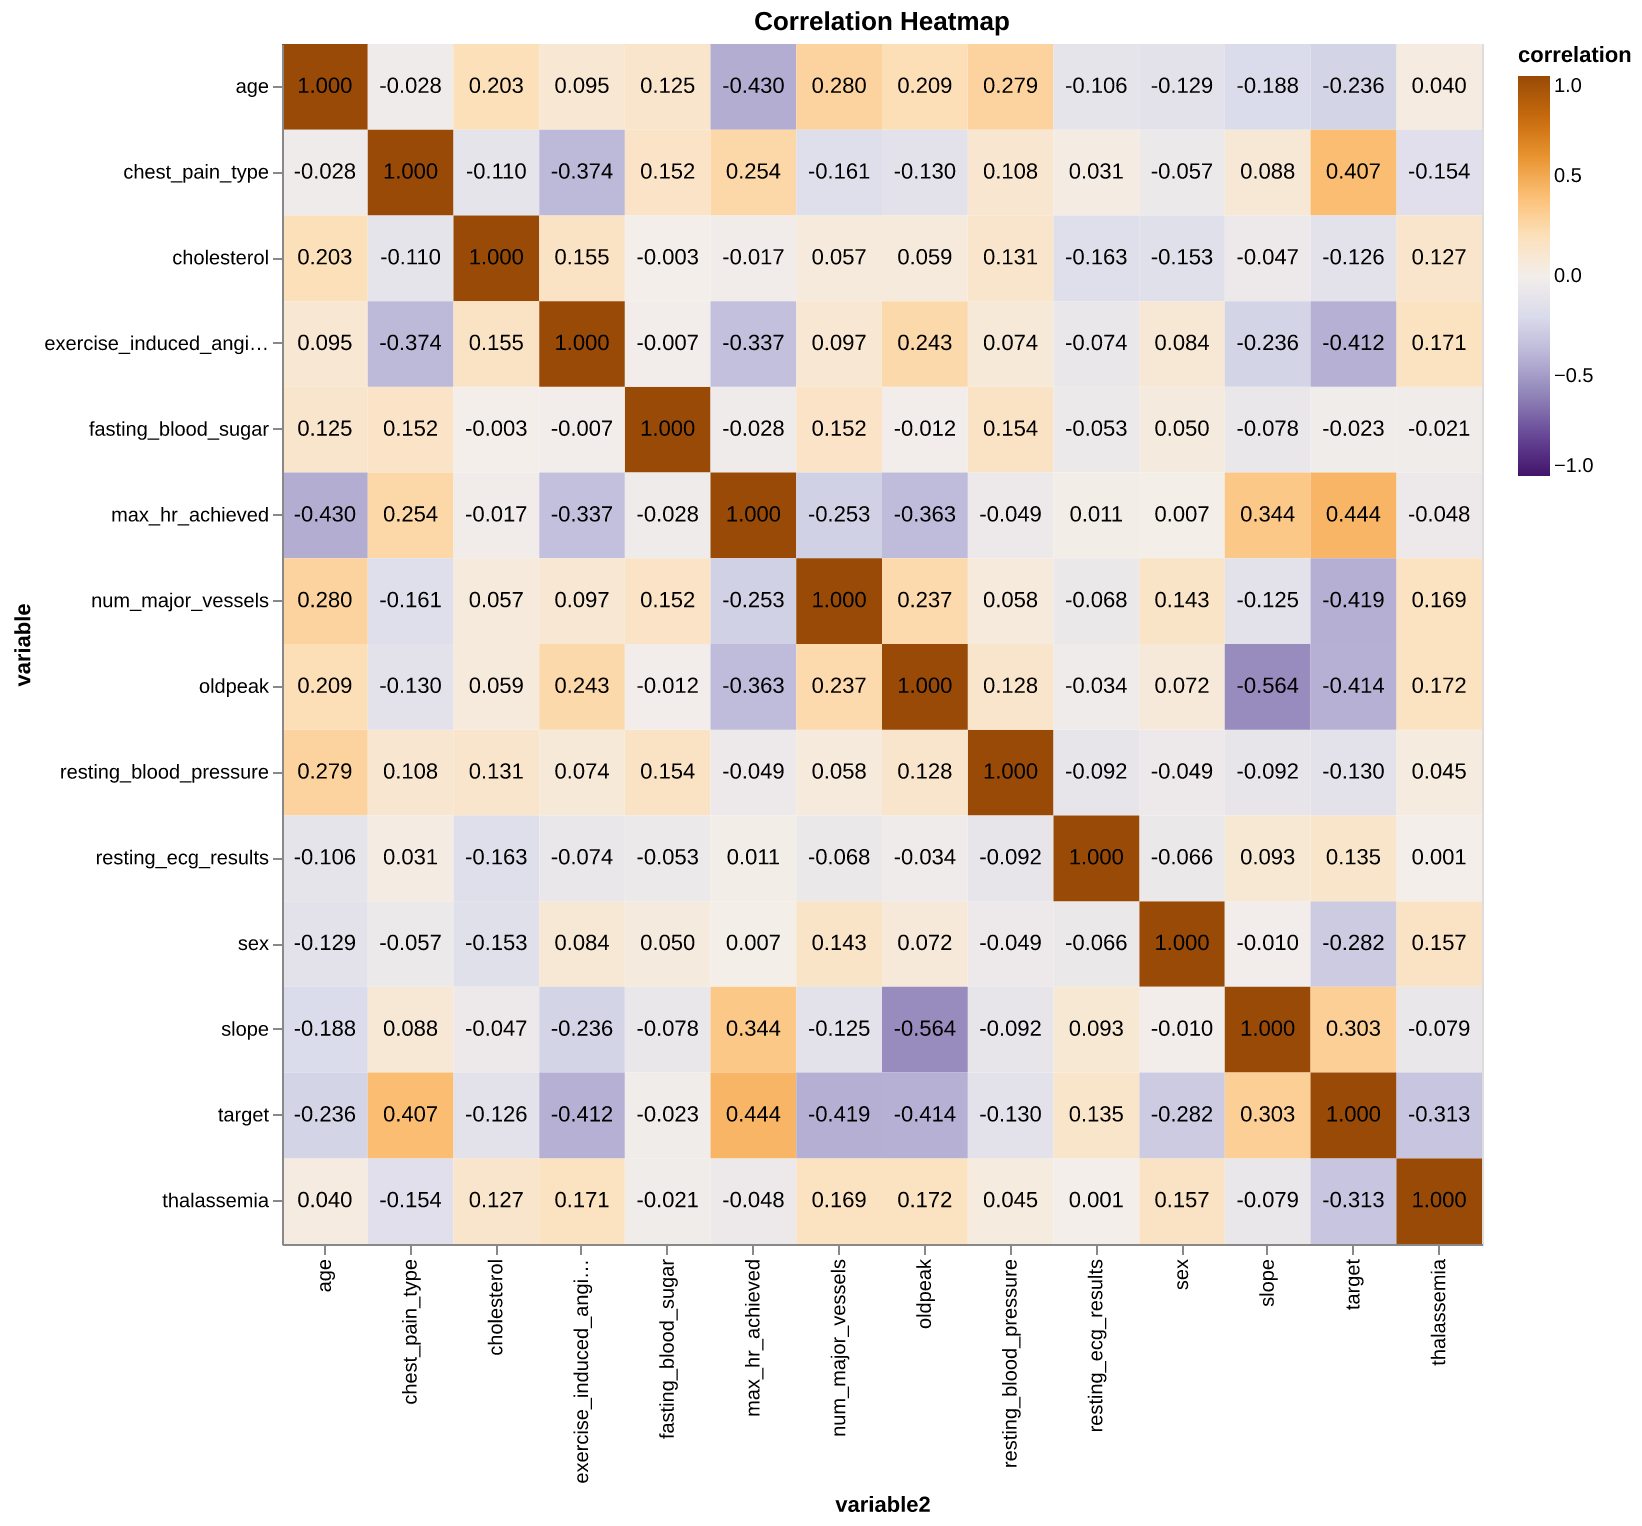 Correlation Heatmap
correlation
1.0
0.5
0.0
−0.5
−1.0
variable
age 1.000 -0.028 0.203 0.095 0.125 -0.430 0.280 0.209 0.279 -0.106 -0.129 -0.188 -0.236 0.040
chest_pain_type -0.028 1.000 -0.110 -0.374 0.152 0.254 -0.161 -0.130 0.108 0.031 -0.057 0.088 0.407 -0.154
cholesterol 0.203 -0.110 1.000 0.155 -0.003 -0.017 0.057 0.059 0.131 -0.163 -0.153 -0.047 -0.126 0.127
exercise_induced_angi… 0.095 -0.374 0.155 1.000 -0.007 -0.337 0.097 0.243 0.074 -0.074 0.084 -0.236 -0.412 0.171
fasting_blood_sugar 0.125 0.152 -0.003 -0.007 1.000 -0.028 0.152 -0.012 0.154 -0.053 0.050 -0.078 -0.023 -0.021
max_hr_achieved -0.430 0.254 -0.017 -0.337 -0.028 1.000 -0.253 -0.363 -0.049 0.011 0.007 0.344 0.444 -0.048
num_major_vessels 0.280 -0.161 0.057 0.097 0.152 -0.253 1.000 0.237 0.058 -0.068 0.143 -0.125 -0.419 0.169
oldpeak 0.209 -0.130 0.059 0.243 -0.012 -0.363 0.237 1.000 0.128 -0.034 0.072 -0.564 -0.414 0.172
resting_blood_pressure 0.279 0.108 0.131 0.074 0.154 -0.049 0.058 0.128 1.000 -0.092 -0.049 -0.092 -0.130 0.045
resting_ecg_results -0.106 0.031 -0.163 -0.074 -0.053 0.011 -0.068 -0.034 -0.092 1.000 -0.066 0.093 0.135 0.001
sex -0.129 -0.057 -0.153 0.084 0.050 0.007 0.143 0.072 -0.049 -0.066 1.000 -0.010 -0.282 0.157
slope -0.188 0.088 -0.047 -0.236 -0.078 0.344 -0.125 -0.564 -0.092 0.093 -0.010 1.000 0.303 -0.079
target -0.236 0.407 -0.126 -0.412 -0.023 0.444 -0.419 -0.414 -0.130 0.135 -0.282 0.303 1.000 -0.313
thalassemia 0.040 -0.154 0.127 0.171 -0.021 -0.048 0.169 0.172 0.045 0.001 0.157 -0.079 -0.313 1.000
age
chest_pain_type
cholesterol
exercise_induced_angi…
fasting_blood_sugar
max_hr_achieved
num_major_vessels
oldpeak
resting_blood_pressure
resting_ecg_results
sex
slope
target
thalassemia
variable2